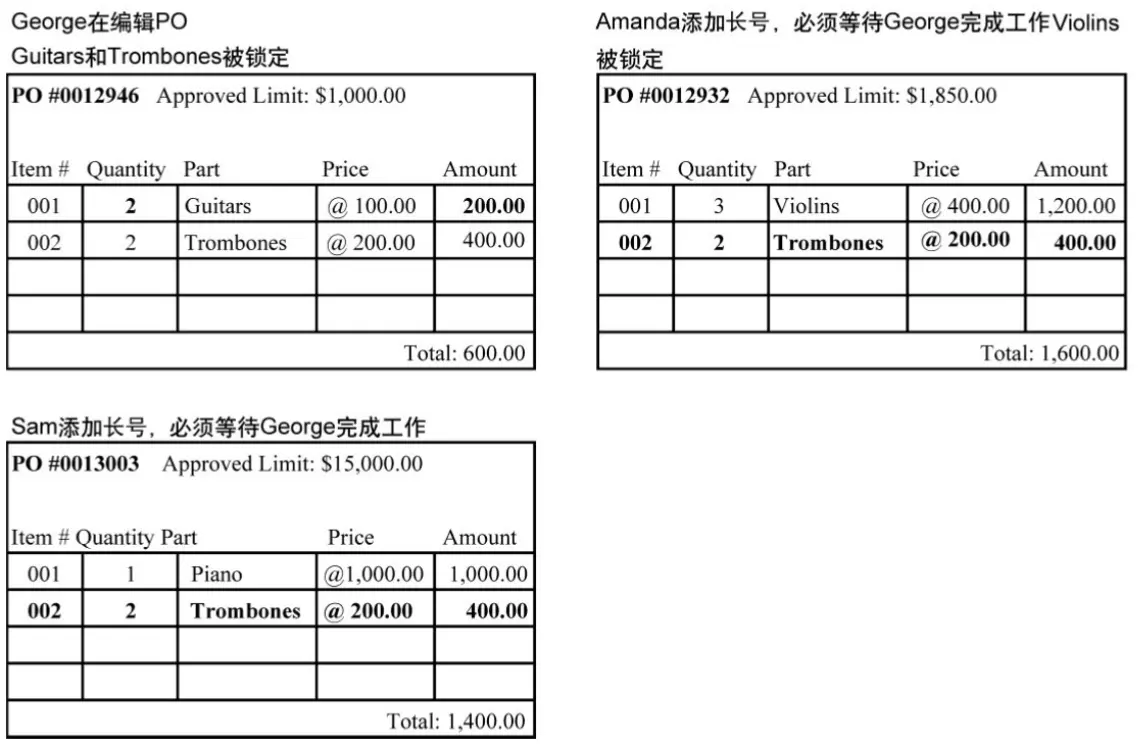 George在编辑PO
Guitars和Trombones被锁定
PO #0012946 Approved Limit: $1,000.00
Item # Quantity Part Price Amount
001 2 Guitars @ 100.00 200.00
002 2 Trombones @ 200.00 400.00
Total: 600.00
Amanda添加长号，必须等待George完成工作Violins
被锁定
PO #0012932 Approved Limit: $1,850.00
Item # Quantity Part Price Amount
001 3 Violins @ 400.00 1,200.00
002 2 Trombones @ 200.00 400.00
Total: 1,600.00
Sam添加长号，必须等待George完成工作
PO #0013003 Approved Limit: $15,000.00
Item # Quantity Part Price Amount
001 1 Piano @1,000.00 1,000.00
002 2 Trombones @ 200.00 400.00
Total: 1,400.00